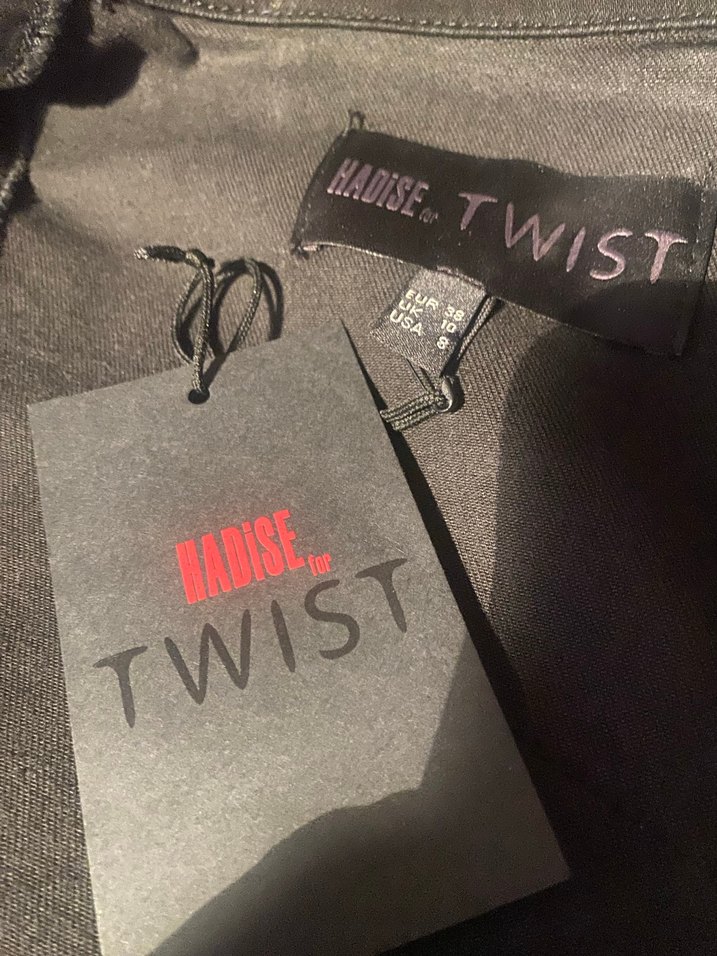 HADiSE for TWIST
EUR 38
UK 10
USA 8
HADiSE for
TWIST